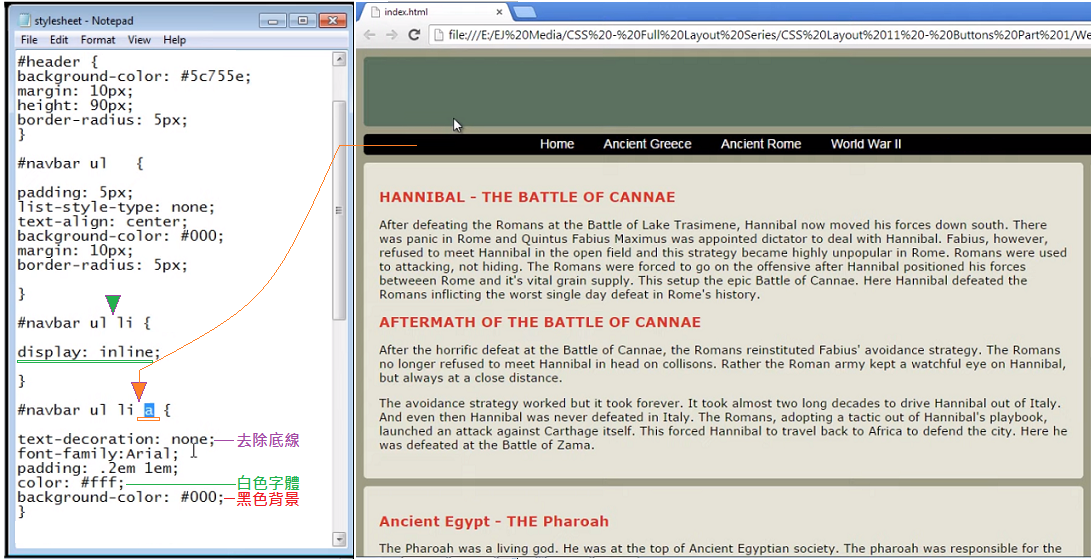 stylesheet - Notepad
File Edit Format View Help
#header {
background-color: #5c755e;
margin: 10px;
height: 90px;
border-radius: 5px;
}
#navbar ul {
padding: 5px;
list-style-type: none;
text-align: center;
background-color: #000;
margin: 10px;
border-radius: 5px;
}
#navbar ul li {
display: inline;
}
#navbar ul li a {
text-decoration: none; 去除底線
font-family:Arial;
padding: .2em 1em;
color: #fff; 白色字體
background-color: #000; 黑色背景
}
index.html
file:///E:/EJ%20Media/CSS%20-%20Full%20Layout%20Series/CSS%20Layout%2011%20-%20Buttons%20Part%201/We
Home Ancient Greece Ancient Rome World War II
HANNIBAL - THE BATTLE OF CANNAE
After defeating the Romans at the Battle of Lake Trasimene, Hannibal now moved his forces down south. There
was panic in Rome and Quintus Fabius Maximus was appointed dictator to deal with Hannibal. Fabius, however,
refused to meet Hannibal in the open field and this strategy became highly unpopular in Rome. Romans were used
to attacking, not hiding. The Romans were forced to go on the offensive after Hannibal positioned his forces
betweeen Rome and it's vital grain supply. This setup the epic Battle of Cannae. Here Hannibal defeated the
Romans inflicting the worst single day defeat in Rome's history.
AFTERMATH OF THE BATTLE OF CANNAE
After the horrific defeat at the Battle of Cannae, the Romans reinstituted Fabius' avoidance strategy. The Romans
no longer refused to meet Hannibal in head on collisons. Rather the Roman army kept a watchful eye on Hannibal,
but always at a close distance.
The avoidance strategy worked but it took forever. It took almost two long decades to drive Hannibal out of Italy.
And even then Hannibal was never defeated in Italy. The Romans, adopting a tactic out of Hannibal's playbook,
launched an attack against Carthage itself. This forced Hannibal to travel back to Africa to defend the city. Here he
was defeated at the Battle of Zama.
Ancient Egypt - THE Pharoah
The Pharoah was a living god. He was at the top of Ancient Egyptian society. The pharoah was responsible for the